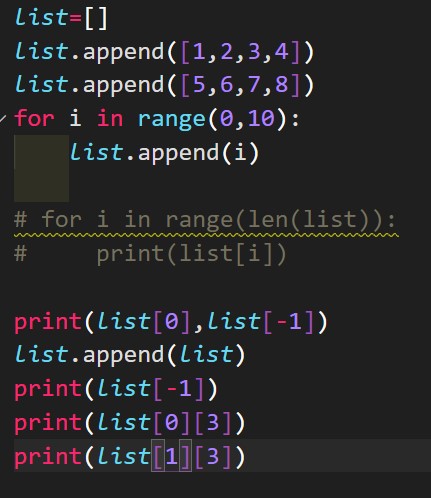 list=[]
list.append([1,2,3,4])
list.append([5,6,7,8])
for i in range(0,10):
    list.append(i)
# for i in range(len(list)):
#     print(list[i])
print(list[0],list[-1])
list.append(list)
print(list[-1])
print(list[0][3])
print(list[1][3])